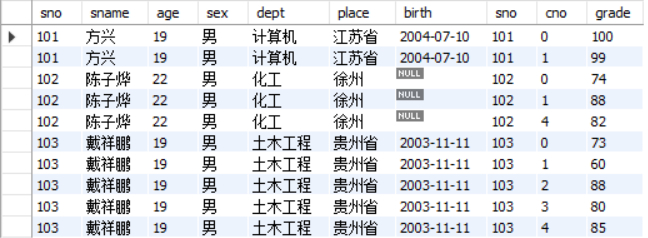 sno sname age sex dept place birth sno cno grade
101 方兴 19 男 计算机 江苏省 2004-07-10 101 0 100
101 方兴 19 男 计算机 江苏省 2004-07-10 101 1 99
102 陈子烨 22 男 化工 徐州 NULL 102 0 74
102 陈子烨 22 男 化工 徐州 NULL 102 1 88
102 陈子烨 22 男 化工 徐州 NULL 102 4 82
103 戴祥鹏 19 男 土木工程 贵州省 2003-11-11 103 0 73
103 戴祥鹏 19 男 土木工程 贵州省 2003-11-11 103 1 60
103 戴祥鹏 19 男 土木工程 贵州省 2003-11-11 103 2 88
103 戴祥鹏 19 男 土木工程 贵州省 2003-11-11 103 3 80
103 戴祥鹏 19 男 土木工程 贵州省 2003-11-11 103 4 85